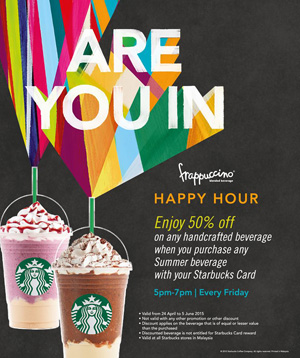 ARE
YOU IN
frappuccino
blended beverage
HAPPY HOUR
Enjoy 50% off
on any handcrafted beverage
when you purchase any
Summer beverage
with your Starbucks Card
5pm-7pm | Every Friday
• Valid from 24 April to 5 June 2015
• Not valid with any other promotion or other discount
• Discount applies on the beverage that is of equal or lesser value
than the purchased
• Discounted beverage is not entitled for Starbucks Card reward
• Valid at all Starbucks stores in Malaysia